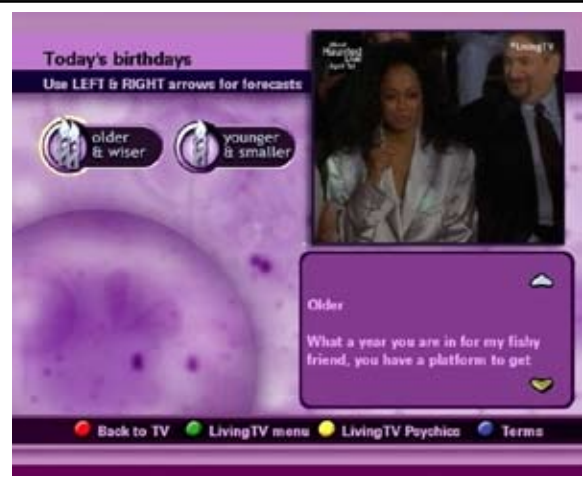 Today's birthdays
Use LEFT & RIGHT arrows for forecasts
older
& wiser
younger
& smaller
Haunted
LivingTV
Older
What a year you are in for my fishy
friend, you have a platform to get
Back to TV
LivingTV menu
LivingTV Psychics
Terms